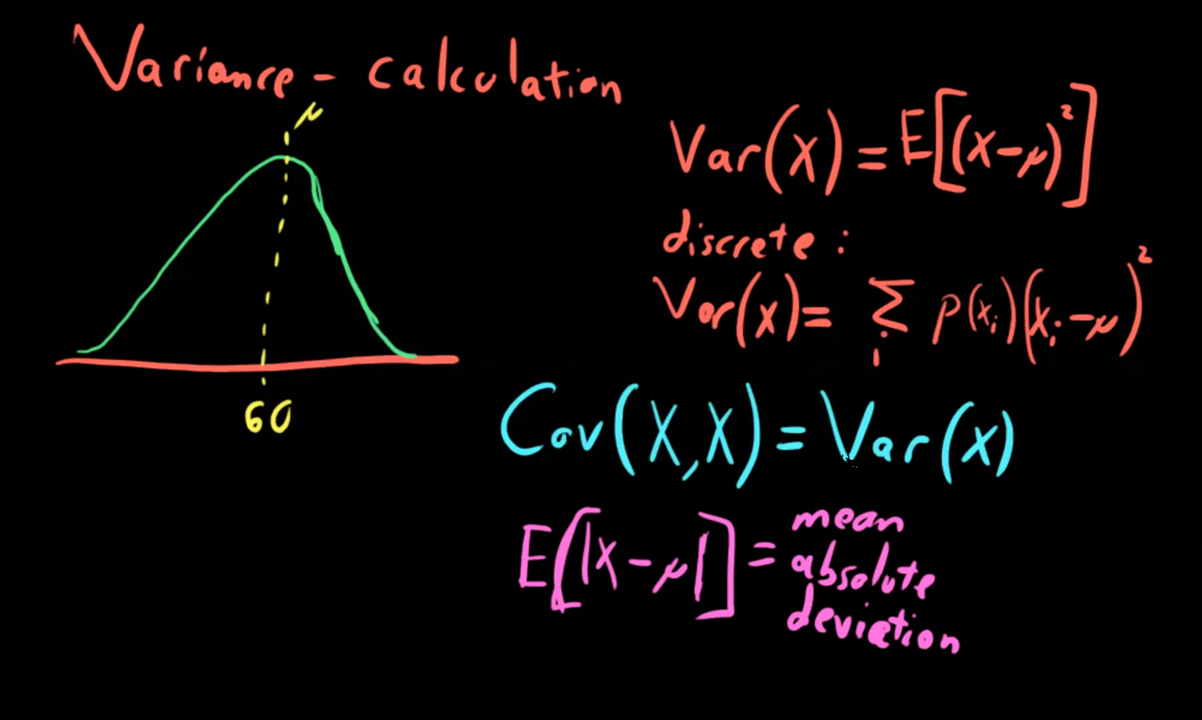 Variance - calculation
μ
60
Var(X) = E[(X-μ)²]
discrete :
Var(X) = Σ p(xᵢ)(xᵢ-μ)²
i
Cov(X,X) = Var(X)
E[|X-μ|] = mean
absolute
deviation